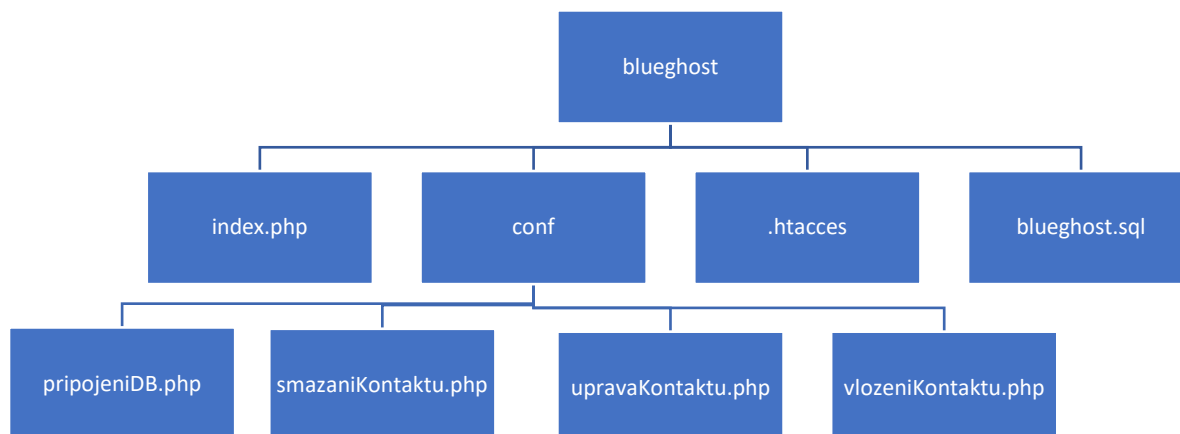 blueghost
index.php
conf
.htacces
blueghost.sql
pripojeniDB.php
smazaniKontaktu.php
upravaKontaktu.php
vlozeniKontaktu.php